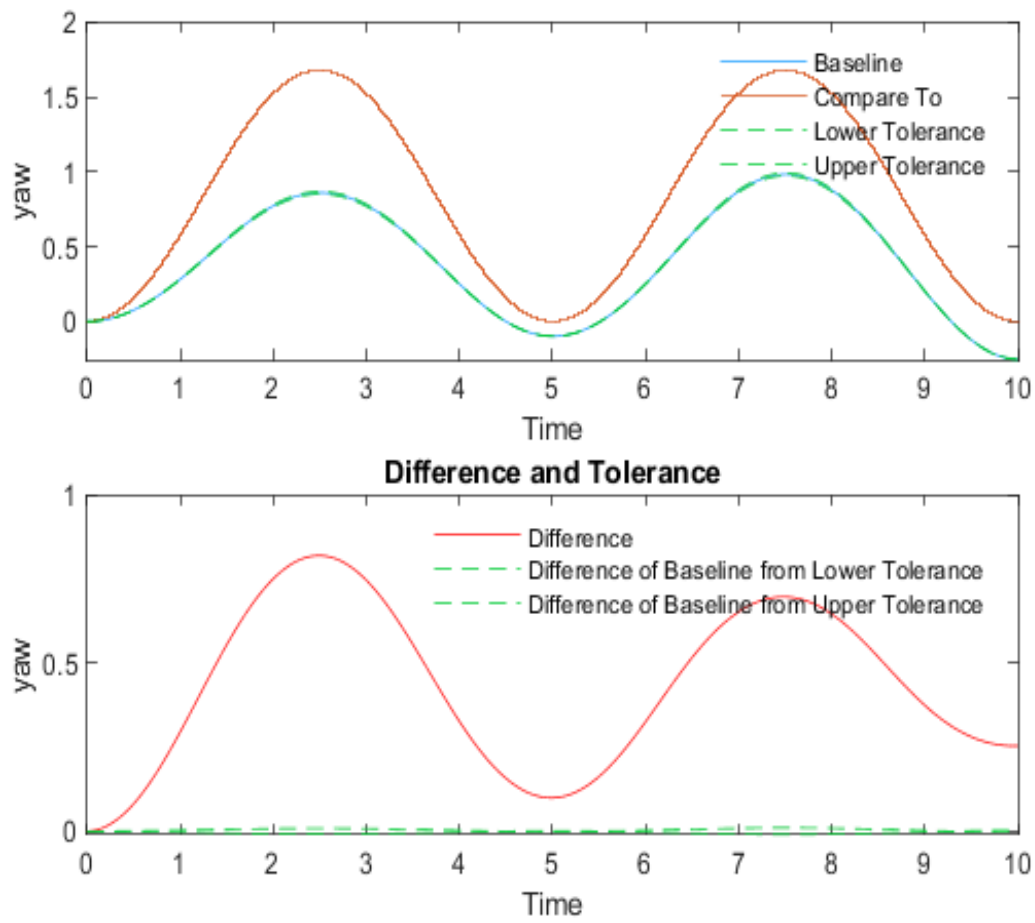 2
1.5
1
0.5
0
yaw
Baseline
Compare To
Lower Tolerance
Upper Tolerance
0 1 2 3 4 5 6 7 8 9 10
Time
Difference and Tolerance
1
0.5
0
yaw
Difference
Difference of Baseline from Lower Tolerance
Difference of Baseline from Upper Tolerance
0 1 2 3 4 5 6 7 8 9 10
Time